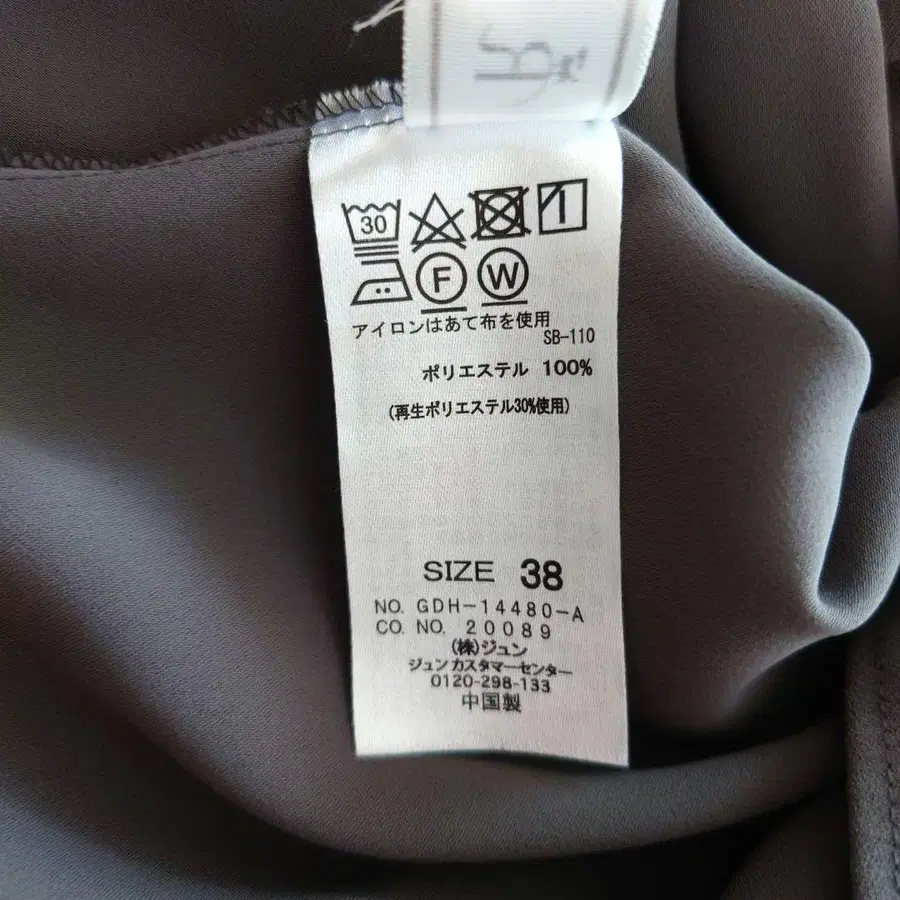 30
F W
アイロンはあて布を使用
SB-110
ポリエステル 100%
(再生ポリエステル30%使用)
SIZE 38
NO. GDH-14480-A
CO. NO. 20089
(株)ジュン
ジュンカスタマーセンター
0120-298-133
中国製